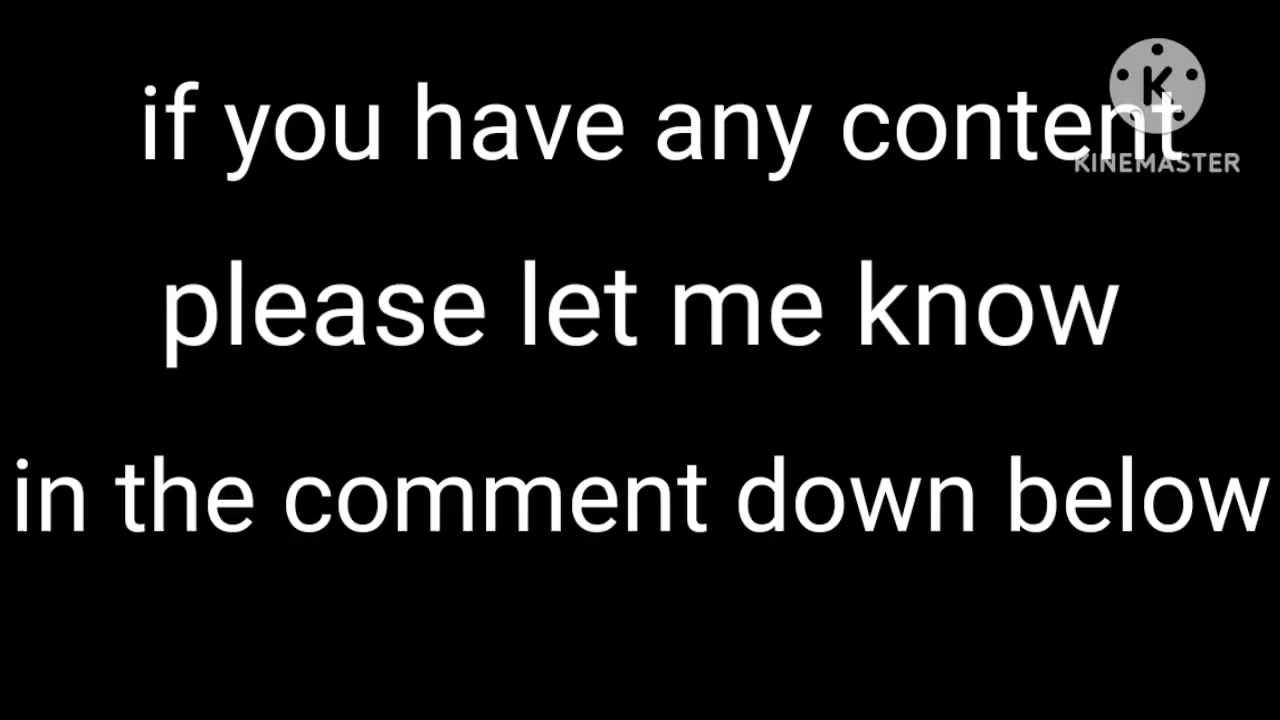 if you have any content
KINEMASTER
please let me know
in the comment down below